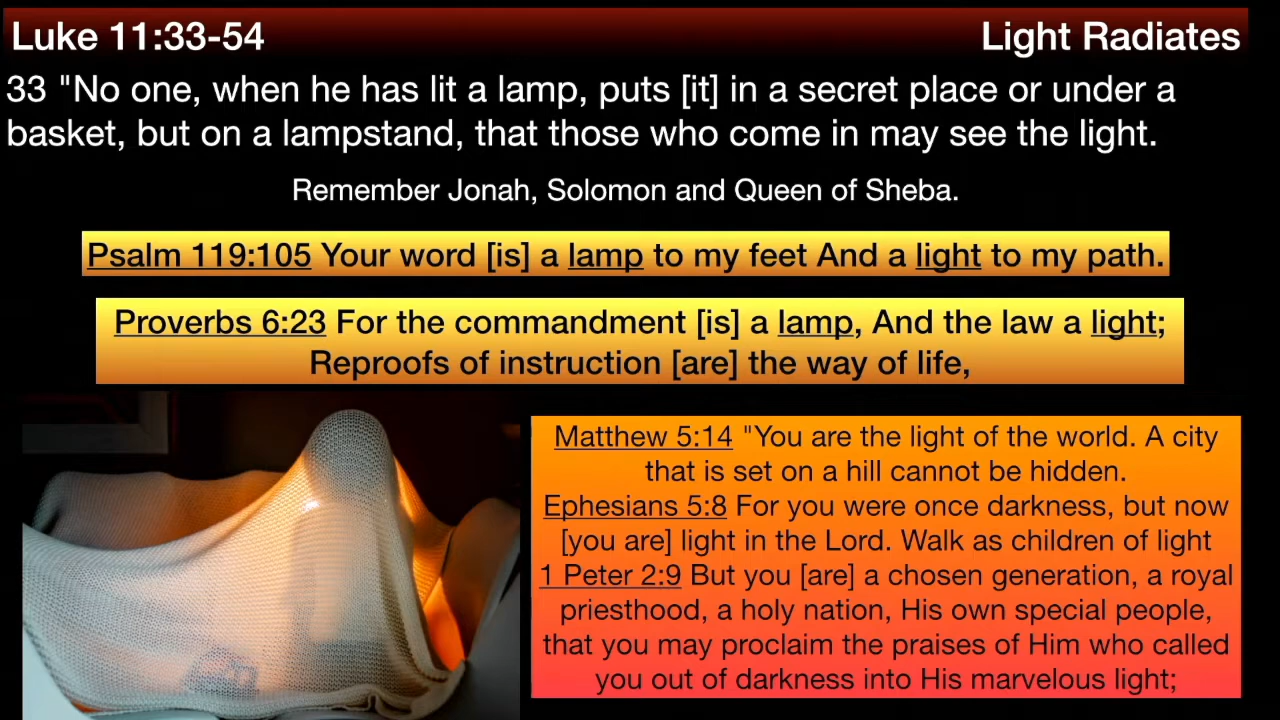 Luke 11:33-54
Light Radiates
33 "No one, when he has lit a lamp, puts [it] in a secret place or under a
basket, but on a lampstand, that those who come in may see the light.
Remember Jonah, Solomon and Queen of Sheba.
Psalm 119:105 Your word [is] a lamp to my feet And a light to my path.
Proverbs 6:23 For the commandment [is] a lamp, And the law a light;
Reproofs of instruction [are] the way of life,
Matthew 5:14 "You are the light of the world. A city
that is set on a hill cannot be hidden.
Ephesians 5:8 For you were once darkness, but now
[you are] light in the Lord. Walk as children of light
1 Peter 2:9 But you [are] a chosen generation, a royal
priesthood, a holy nation, His own special people,
that you may proclaim the praises of Him who called
you out of darkness into His marvelous light;